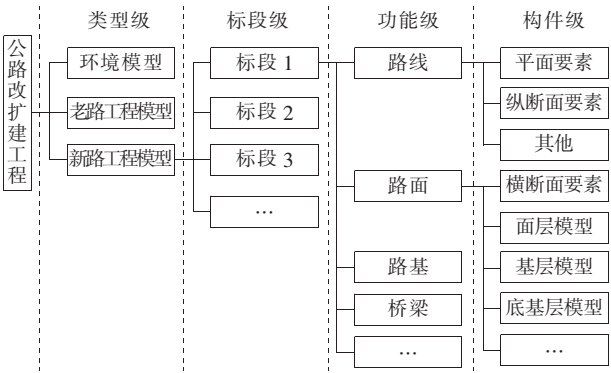 类型级 标段级 功能级 构件级
公路改扩建工程
环境模型
老路工程模型
新路工程模型
标段 1
标段 2
标段 3
…
路线
路面
路基
桥梁
…
平面要素
纵断面要素
其他
横断面要素
面层模型
基层模型
底基层模型
…